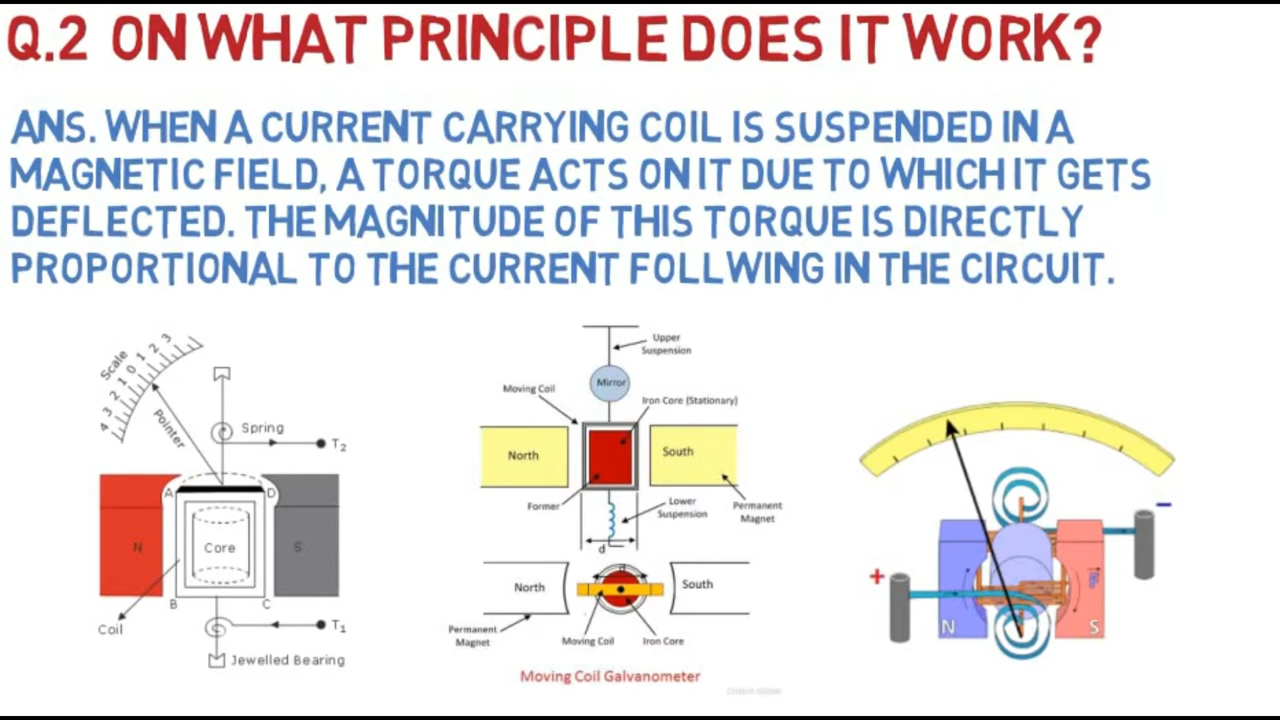 Q.2 ON WHAT PRINCIPLE DOES IT WORK?
ANS. WHEN A CURRENT CARRYING COIL IS SUSPENDED IN A
MAGNETIC FIELD, A TORQUE ACTS ON IT DUE TO WHICH IT GETS
DEFLECTED. THE MAGNITUDE OF THIS TORQUE IS DIRECTLY
PROPORTIONAL TO THE CURRENT FOLLWING IN THE CIRCUIT.
Scale
4 3 2 1 0 1 2 3
Pointer
Spring
T2
A
D
N
Core
S
B
C
Coil
T1
Jewelled Bearing
Upper
Suspension
Mirror
Moving Coil
Iron Core (Stationary)
North
South
Former
Lower
Suspension
Permanent
Magnet
d
North
d
South
Permanent
Magnet
Moving Coil
Iron Core
Moving Coil Galvanometer
Circuit Globe
+
−
N
S